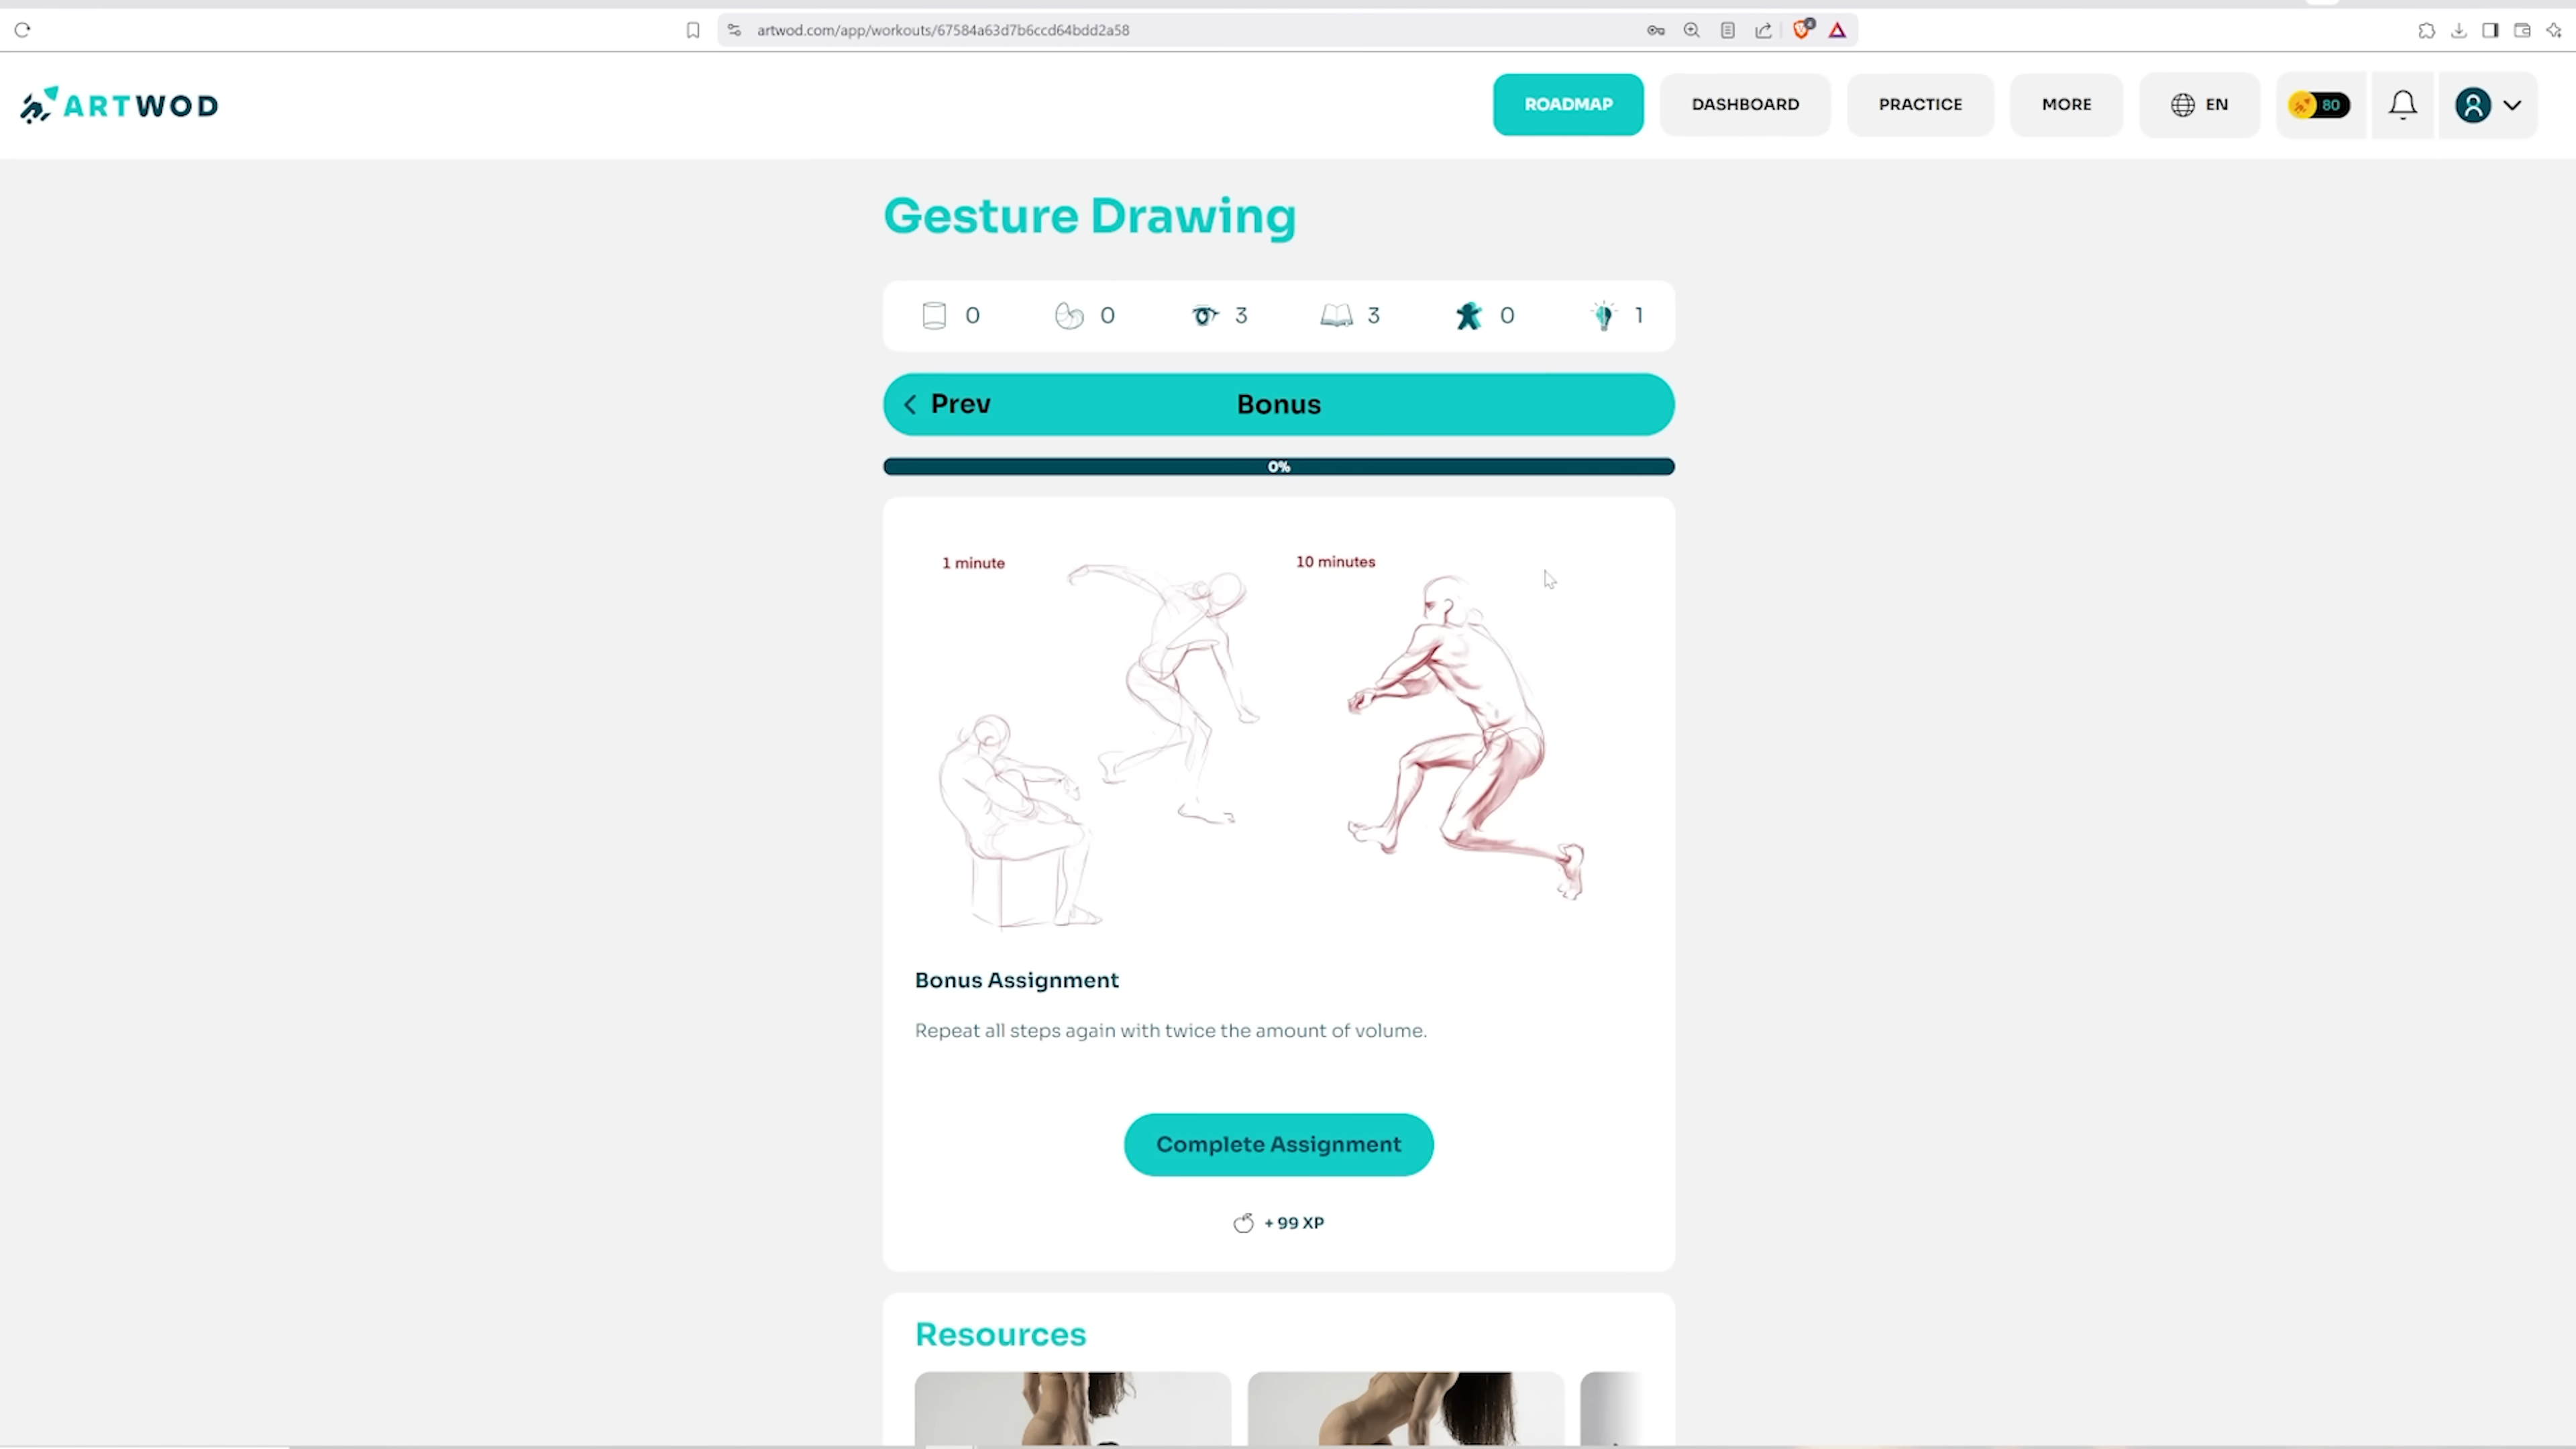 artwod.com/app/workouts/67584a63d7b6ccd64bdd2a58
4
ARTWOD
ROADMAP
DASHBOARD
PRACTICE
MORE
EN
80
Gesture Drawing
0
0
3
3
0
1
Prev
Bonus
0%
1 minute
10 minutes
Bonus Assignment
Repeat all steps again with twice the amount of volume.
Complete Assignment
+ 99 XP
Resources